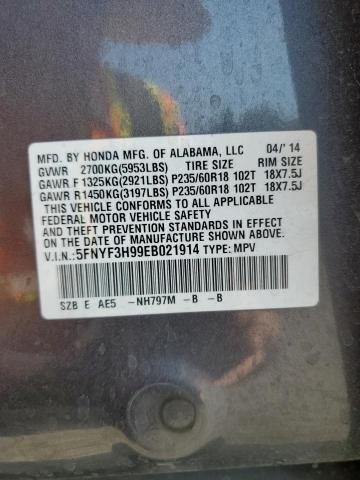 MFD. BY HONDA MFG. OF ALABAMA, LLC 04/'14
GVWR 2700KG(5953LBS) TIRE SIZE RIM SIZE
GAWR F 1325KG(2921LBS) P235/60R18 102T 18X7.5J
GAWR R1450KG(3197LBS) P235/60R18 102T 18X7.5J
THIS VEHICLE CONFORMS TO ALL APPLICABLE
FEDERAL MOTOR VEHICLE SAFETY BUMPER
AND THEFT PREVENTION STANDARDS IN EFFECT ON
THE DATE OF MANUFACTURE SHOWN ABOVE
V.I.N.:5FNYF3H99EB021914 TYPE: MPV
SZB E AE5 -NH797M -B -B